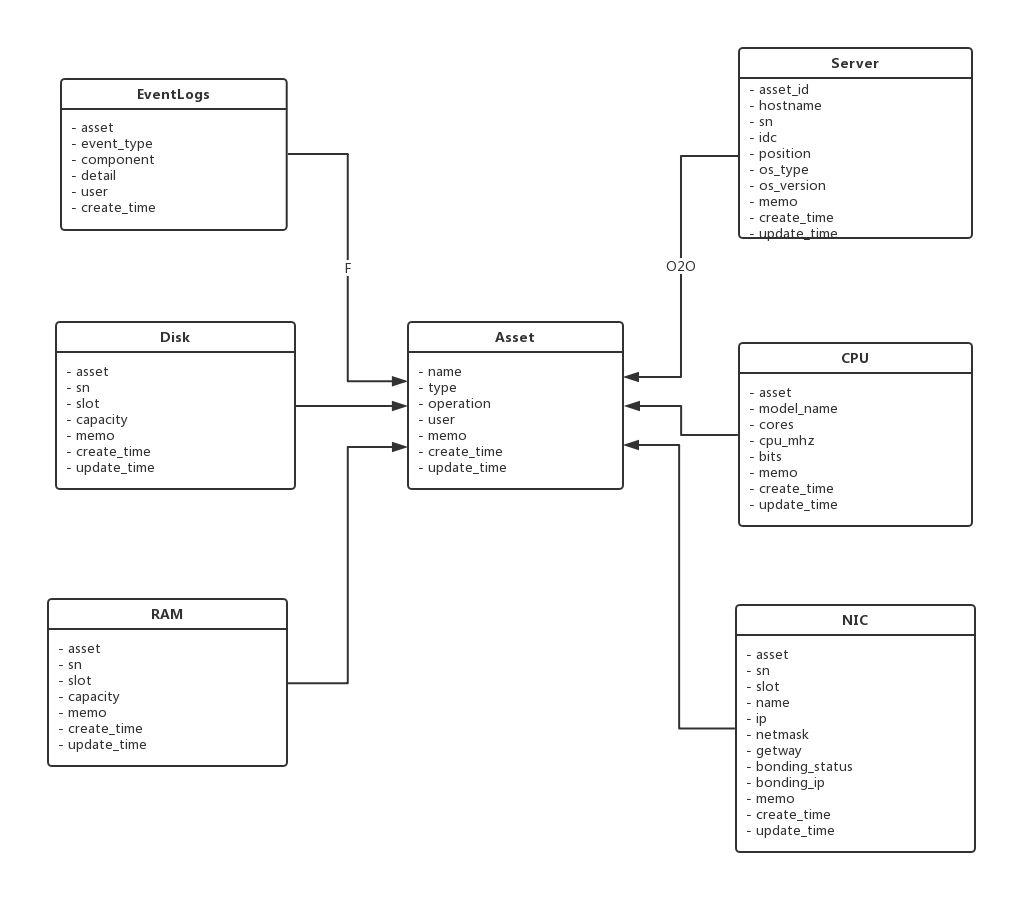 EventLogs
- asset
- event_type
- component
- detail
- user
- create_time
F
Server
- asset_id
- hostname
- sn
- idc
- position
- os_type
- os_version
- memo
- create_time
- update_time
O2O
Disk
- asset
- sn
- slot
- capacity
- memo
- create_time
- update_time
Asset
- name
- type
- operation
- user
- memo
- create_time
- update_time
CPU
- asset
- model_name
- cores
- cpu_mhz
- bits
- memo
- create_time
- update_time
RAM
- asset
- sn
- slot
- capacity
- memo
- create_time
- update_time
NIC
- asset
- sn
- slot
- name
- ip
- netmask
- getway
- bonding_status
- bonding_ip
- memo
- create_time
- update_time